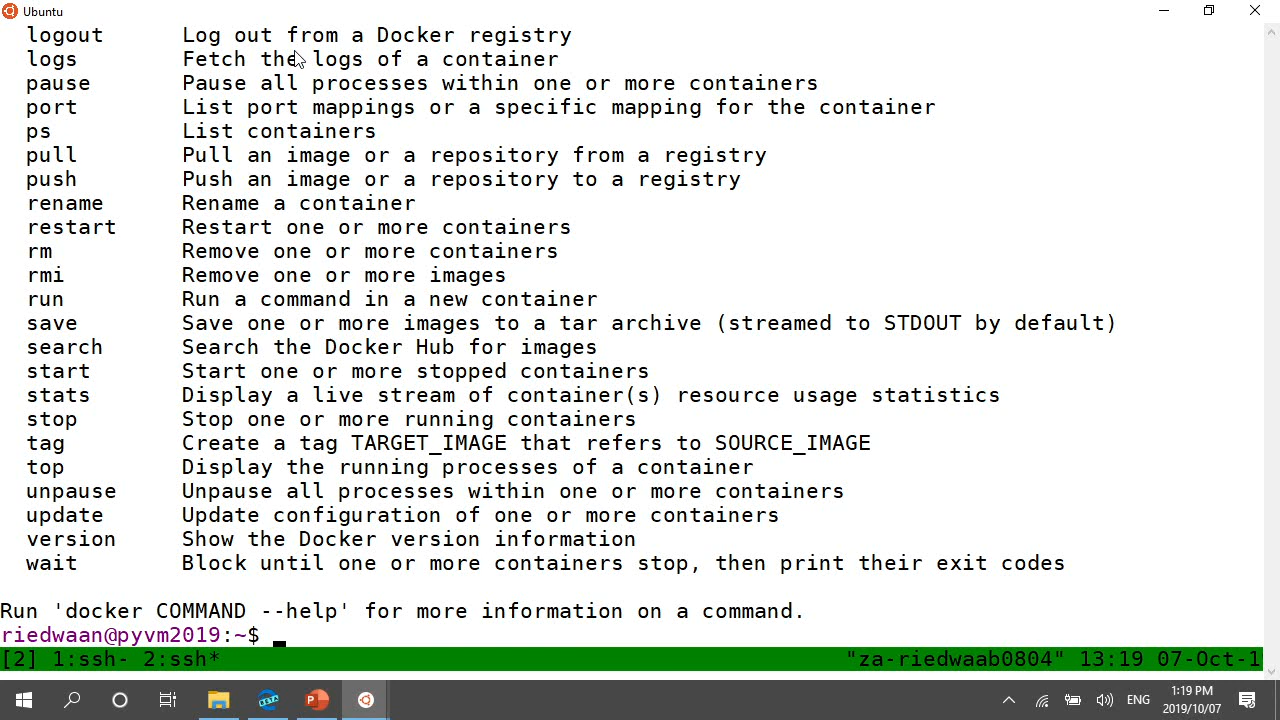 Ubuntu
logout Log out from a Docker registry
logs Fetch the logs of a container
pause Pause all processes within one or more containers
port List port mappings or a specific mapping for the container
ps List containers
pull Pull an image or a repository from a registry
push Push an image or a repository to a registry
rename Rename a container
restart Restart one or more containers
rm Remove one or more containers
rmi Remove one or more images
run Run a command in a new container
save Save one or more images to a tar archive (streamed to STDOUT by default)
search Search the Docker Hub for images
start Start one or more stopped containers
stats Display a live stream of container(s) resource usage statistics
stop Stop one or more running containers
tag Create a tag TARGET_IMAGE that refers to SOURCE_IMAGE
top Display the running processes of a container
unpause Unpause all processes within one or more containers
update Update configuration of one or more containers
version Show the Docker version information
wait Block until one or more containers stop, then print their exit codes
Run 'docker COMMAND --help' for more information on a command.
riedwaan@pyvm2019:~$
[2] 1:ssh- 2:ssh* "za-riedwaab0804" 13:19 07-Oct-1
BETA
ENG
1:19 PM
2019/10/07